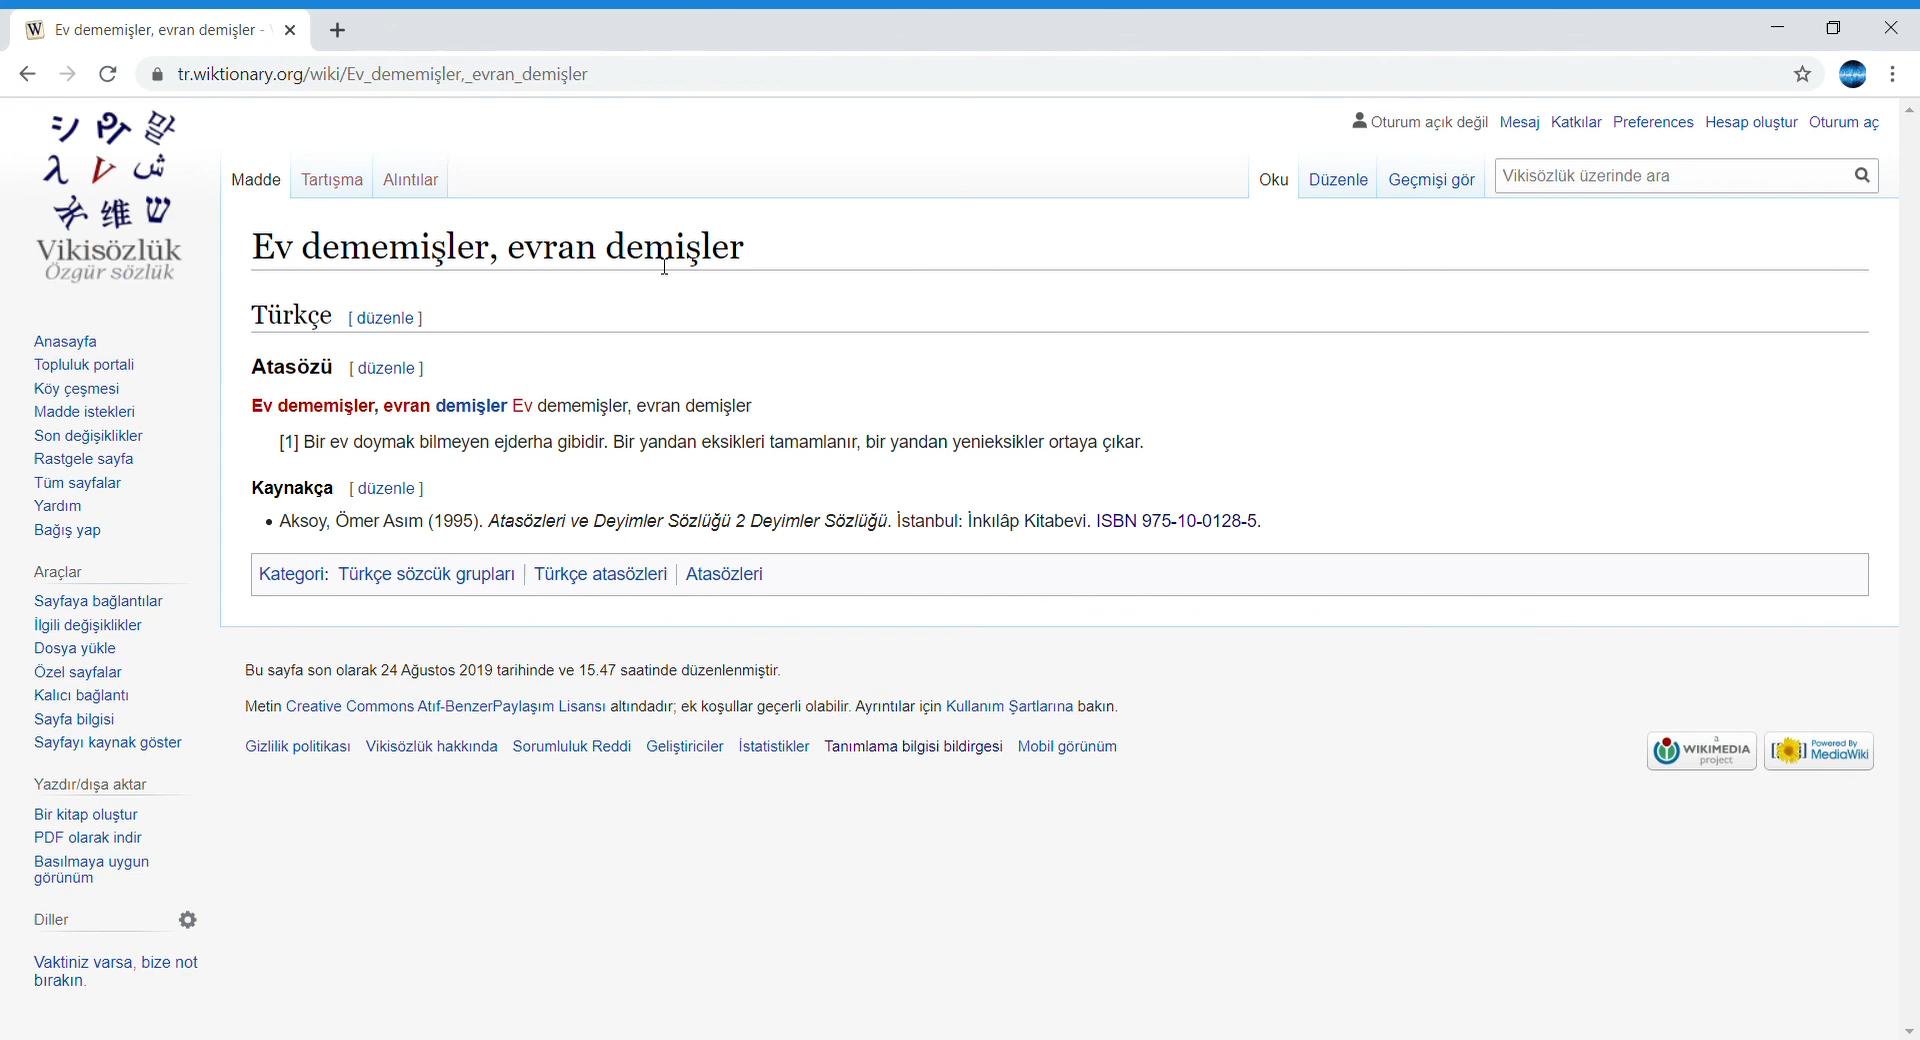 Ev dememişler, evran demişler -
tr.wiktionary.org/wiki/Ev_dememişler,_evran_demişler
Oturum açık değil Mesaj Katkılar Preferences Hesap oluştur Oturum aç
Madde Tartışma Alıntılar Oku Düzenle Geçmişi gör Vikisözlük üzerinde ara
Vikisözlük
Özgür sözlük
Ev dememişler, evran demişler
Türkçe [ düzenle ]
Atasözü [ düzenle ]
Ev dememişler, evran demişler Ev dememişler, evran demişler
[1] Bir ev doymak bilmeyen ejderha gibidir. Bir yandan eksikleri tamamlanır, bir yandan yenieksikler ortaya çıkar.
Kaynakça [ düzenle ]
• Aksoy, Ömer Asım (1995). Atasözleri ve Deyimler Sözlüğü 2 Deyimler Sözlüğü. İstanbul: İnkılâp Kitabevi. ISBN 975-10-0128-5.
Kategori: Türkçe sözcük grupları | Türkçe atasözleri | Atasözleri
Anasayfa
Topluluk portali
Köy çeşmesi
Madde istekleri
Son değişiklikler
Rastgele sayfa
Tüm sayfalar
Yardım
Bağış yap
Araçlar
Sayfaya bağlantılar
İlgili değişiklikler
Dosya yükle
Özel sayfalar
Kalıcı bağlantı
Sayfa bilgisi
Sayfayı kaynak göster
Yazdır/dışa aktar
Bir kitap oluştur
PDF olarak indir
Basılmaya uygun
görünüm
Diller
Vaktiniz varsa, bize not
bırakın.
Bu sayfa son olarak 24 Ağustos 2019 tarihinde ve 15.47 saatinde düzenlenmiştir.
Metin Creative Commons Atıf-BenzerPaylaşım Lisansı altındadır; ek koşullar geçerli olabilir. Ayrıntılar için Kullanım Şartlarına bakın.
Gizlilik politikası Vikisözlük hakkında Sorumluluk Reddi Geliştiriciler İstatistikler Tanımlama bilgisi bildirgesi Mobil görünüm
a
WIKIMEDIA
project
Powered By
MediaWiki